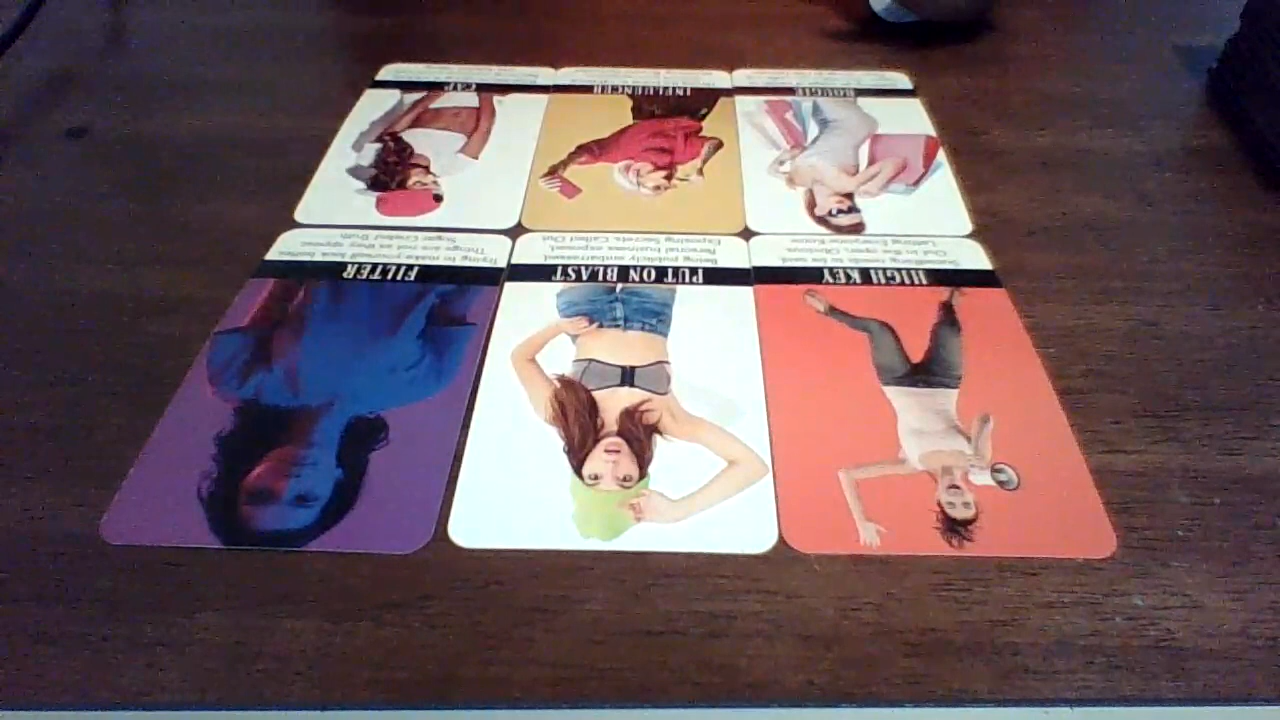 HIGH KEY
Something needs to be said.
Out in the open. Obvious.
Letting Everyone Know
PUT ON BLAST
Being publicly embarrassed
Personal business exposed.
Exposing Secrets. Called Out
FILTER
Trying to make yourself look better
Things are not as they appear.
Sugar Coated Truth
BOUGIE
INFLUENCER
CAP